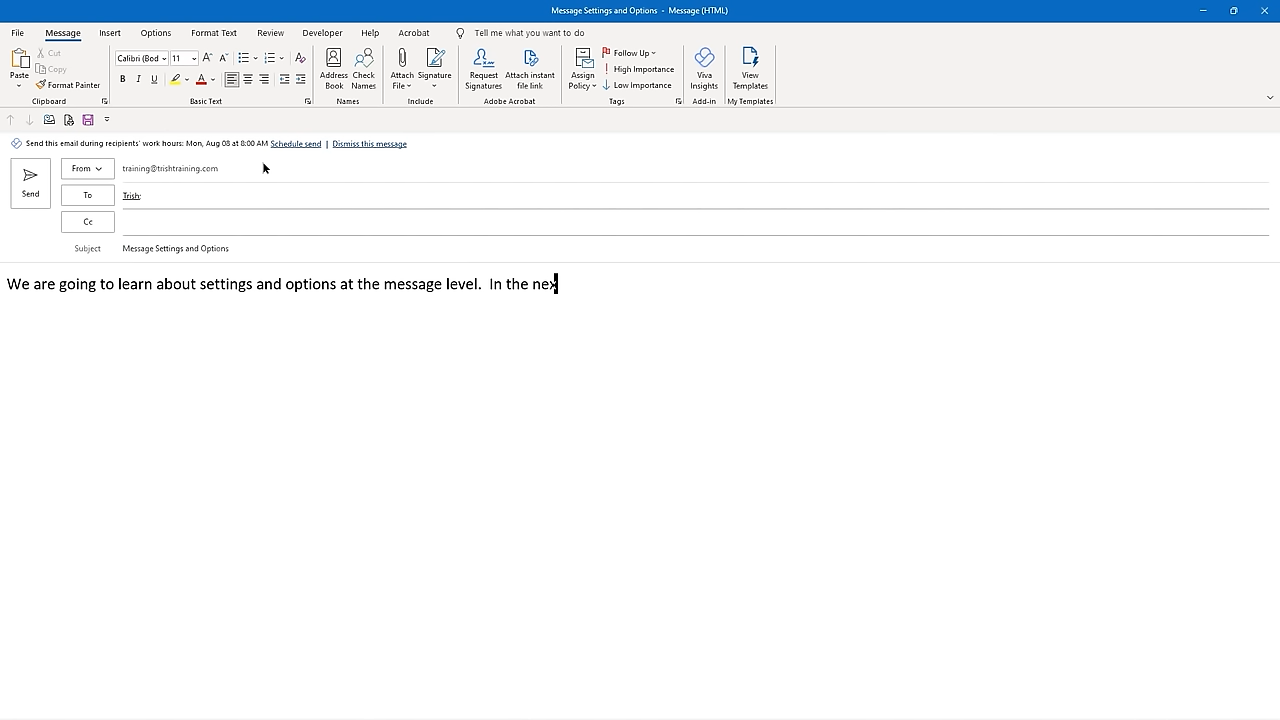 Message Settings and Options - Message (HTML)
File Message Insert Options Format Text Review Developer Help Acrobat Tell me what you want to do
Paste
Cut
Copy
Format Painter
Clipboard
Calibri (Bod 11
B I U A
Basic Text
Address Book
Check Names
Names
Attach File
Signature
Include
Request Signatures
Attach instant file link
Adobe Acrobat
Assign Policy
Follow Up
High Importance
Low Importance
Tags
Viva Insights
Add-in
View Templates
My Templates
Send this email during recipients' work hours: Mon, Aug 08 at 8:00 AM Schedule send | Dismiss this message
Send
From training@trishtraining.com
To Trish;
Cc
Subject Message Settings and Options
We are going to learn about settings and options at the message level.  In the nex